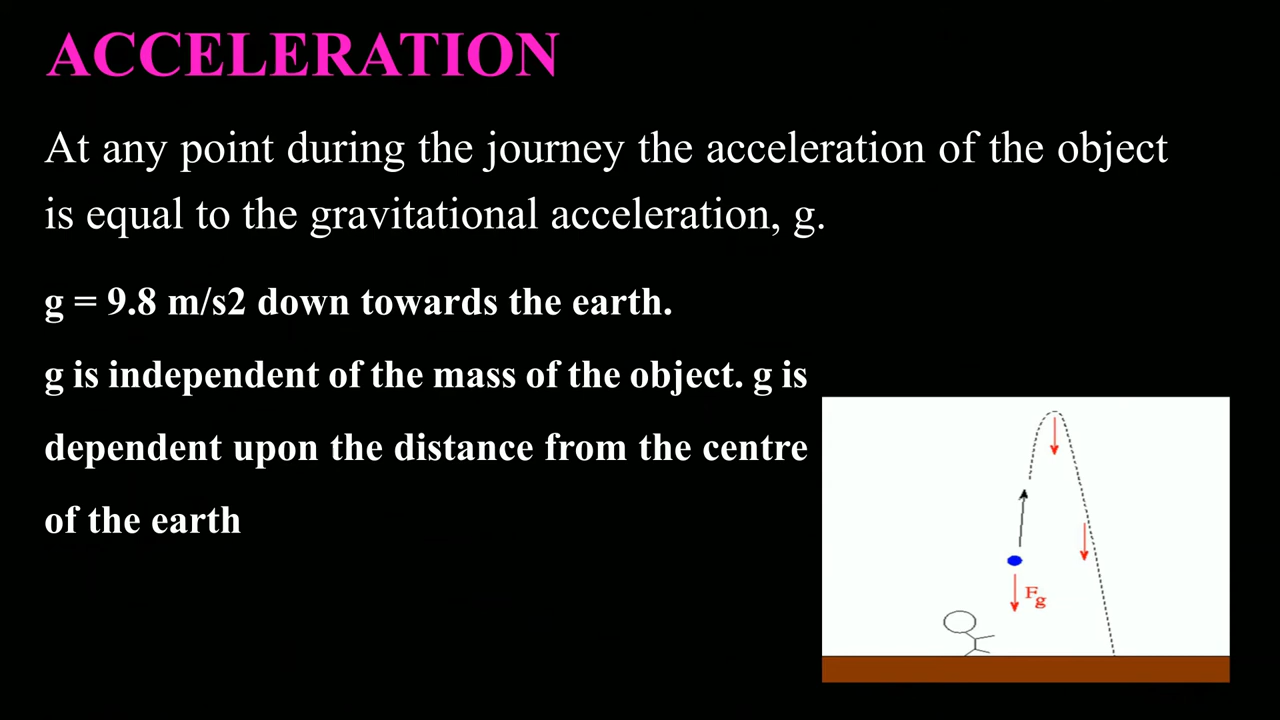 ACCELERATION
At any point during the journey the acceleration of the object
is equal to the gravitational acceleration, g.
g = 9.8 m/s2 down towards the earth.
g is independent of the mass of the object. g is
dependent upon the distance from the centre
of the earth
Fg